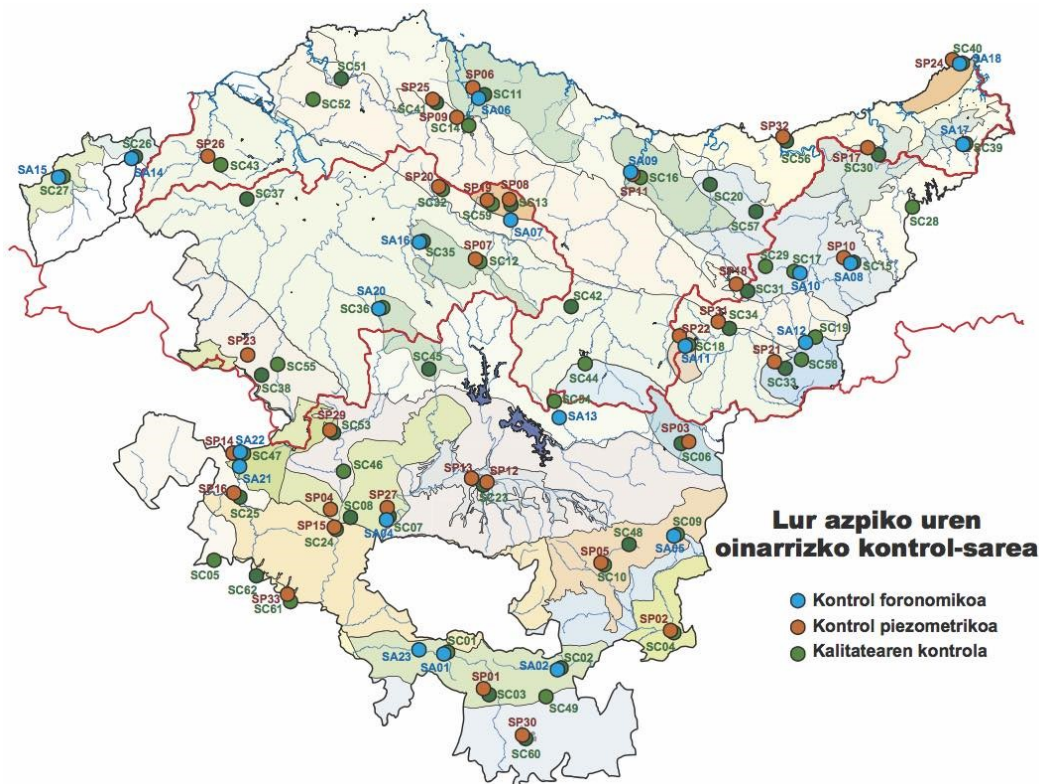 SC40
SP24
SA18
SC51
SP06
SP25
SC11
SC52
SC41
SA06
SP09
SC14
SP32
SA17
SC26
SP26
SC56
SP17
SC39
SA15
SA14
SC43
SA09
SC30
SC27
SP11
SC16
SP20
SP19
SP08
SC37
SC32
SC59
SC13
SC20
SC57
SC28
SA07
SA16
SC35
SP07
SC12
SC29
SC17
SP10
SC15
SA08
SP18
SA10
SC31
SA20
SC36
SC42
SP31
SC34
SP22
SA12
SC19
SC18
SA11
SP23
SC55
SC45
SC44
SP21
SC58
SC38
SC33
SC54
SA13
SP29
SC53
SP03
SC06
SP14
SA22
SC47
SA21
SC46
SP13
SP12
SP16
SC23
SC25
SP04
SP27
SC08
SC07
SP15
SA04
SC24
SC09
SC48
SA05
Lur azpiko uren
oinarrizko kontrol-sarea
SP05
SC10
SC05
SC62
SP33
SC61
Kontrol foronomikoa
Kontrol piezometrikoa
Kalitatearen kontrola
SP02
SC04
SC01
SA23
SA01
SA02
SC02
SP01
SC03
SC49
SP30
SC60